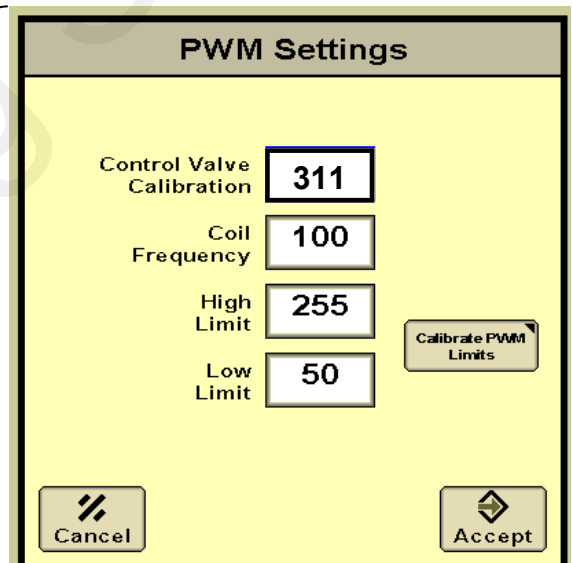 PWM Settings
Control Valve
Calibration
311
Coil
Frequency
100
High
Limit
255
Calibrate PWM
Limits
Low
Limit
50
Cancel
Accept